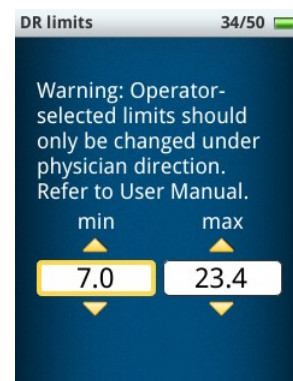 DR limits 34/50
Warning: Operator-
selected limits should
only be changed under
physician direction.
Refer to User Manual.
min max
7.0 23.4